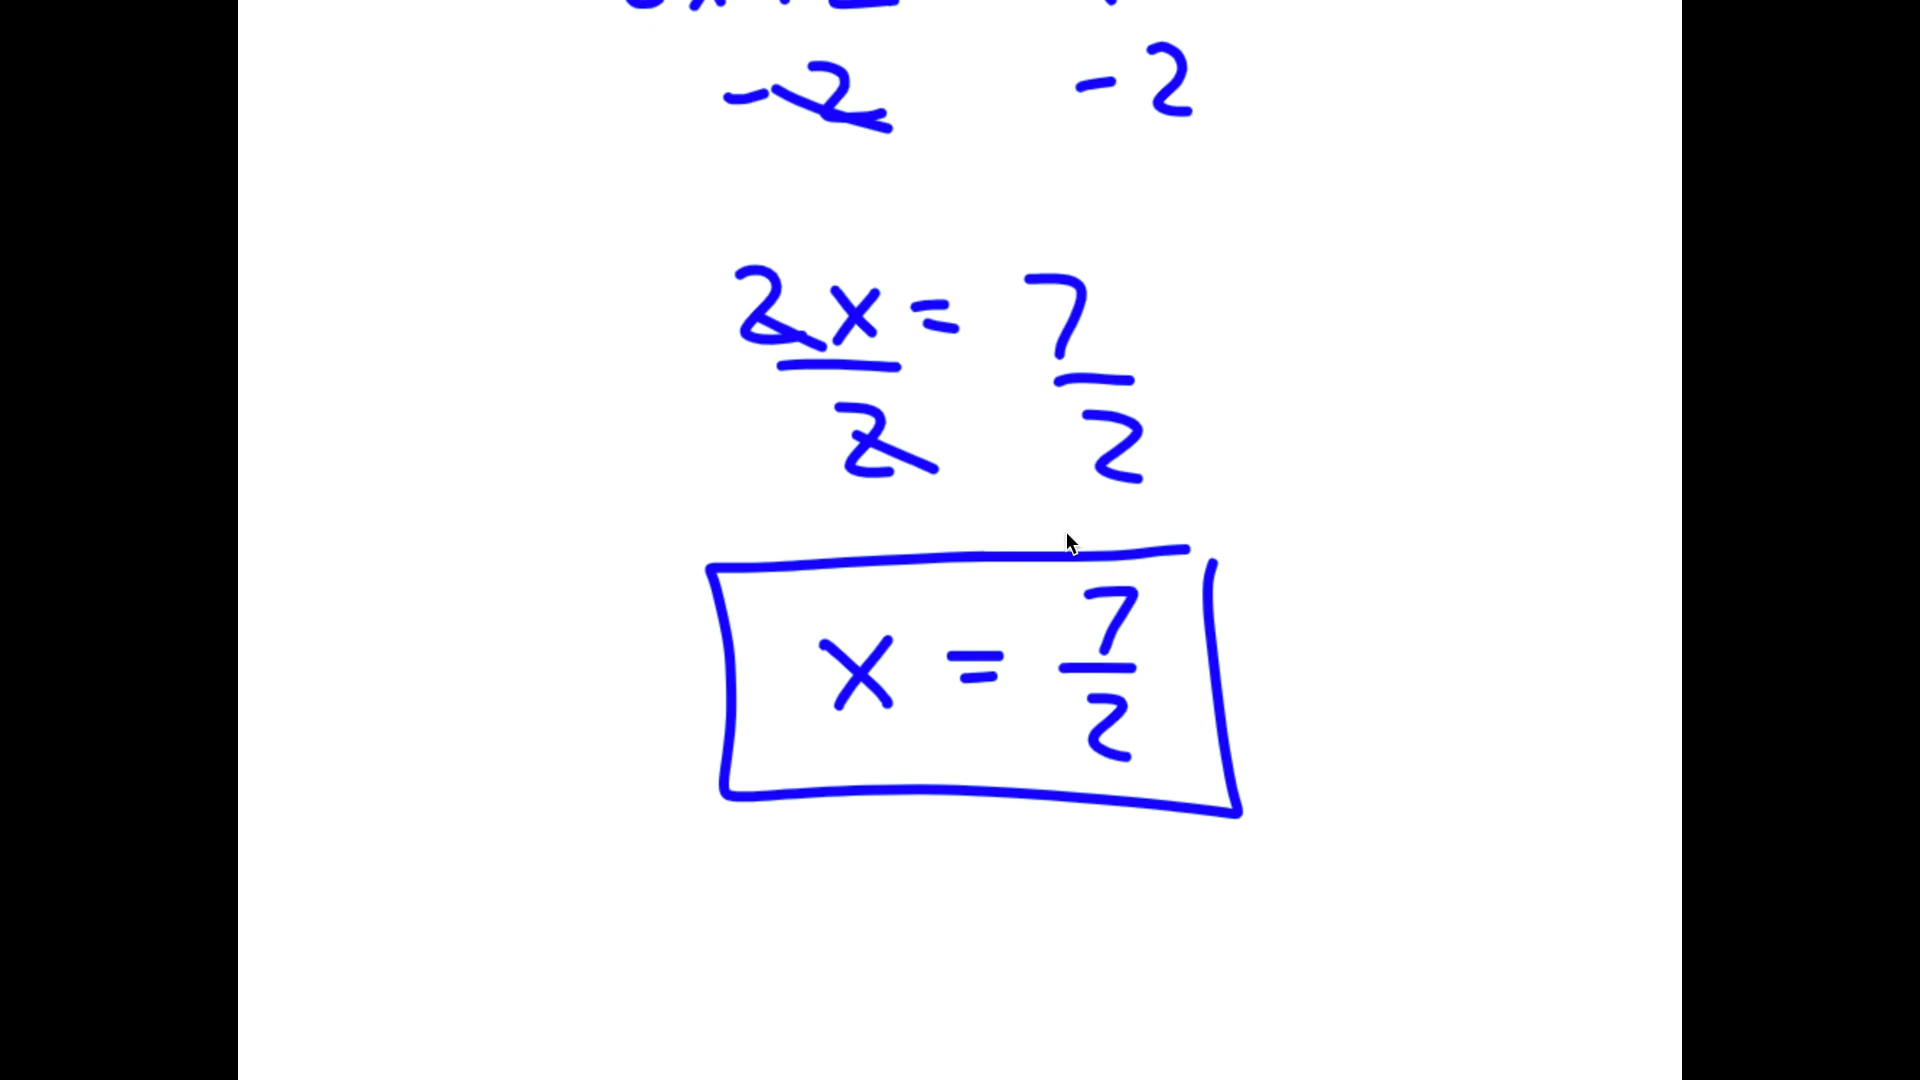 -2 -2
2x = 7
2 2
x = 7/2